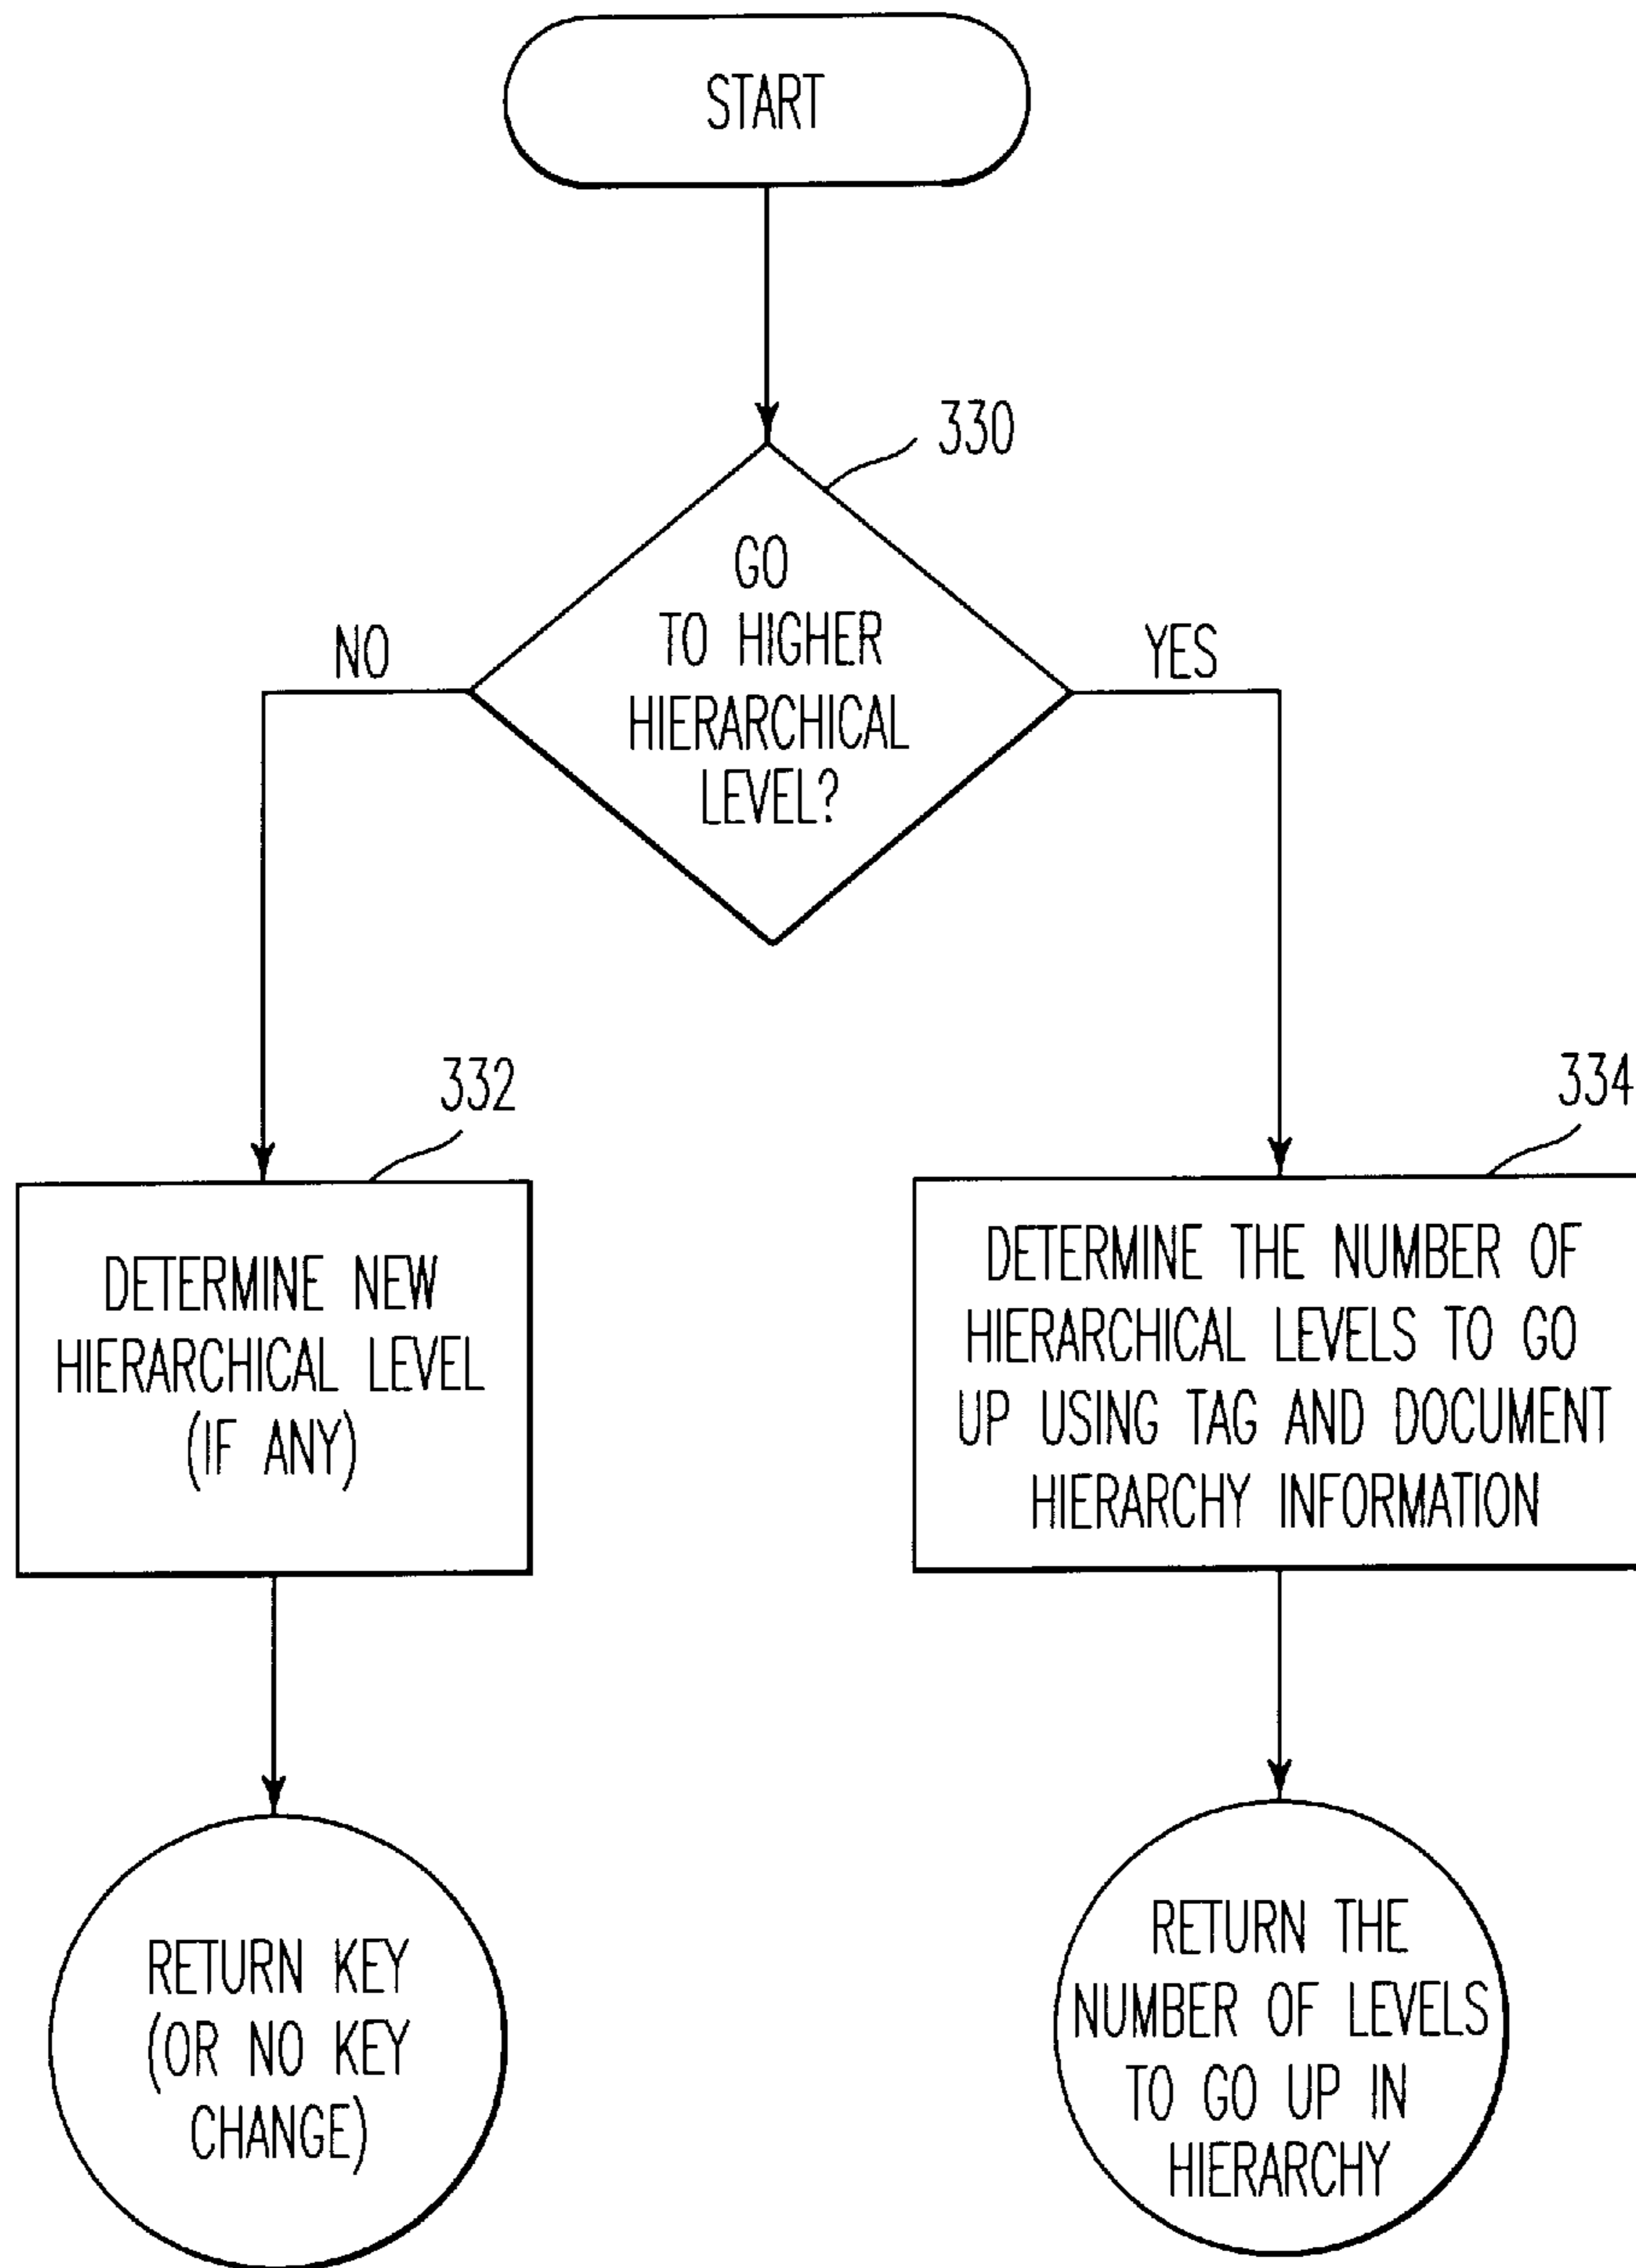 START
330
GO
TO HIGHER
HIERARCHICAL
LEVEL?
NO
YES
332
334
DETERMINE NEW
HIERARCHICAL LEVEL
(IF ANY)
DETERMINE THE NUMBER OF
HIERARCHICAL LEVELS TO GO
UP USING TAG AND DOCUMENT
HIERARCHY INFORMATION
RETURN KEY
(OR NO KEY
CHANGE)
RETURN THE
NUMBER OF LEVELS
TO GO UP IN
HIERARCHY